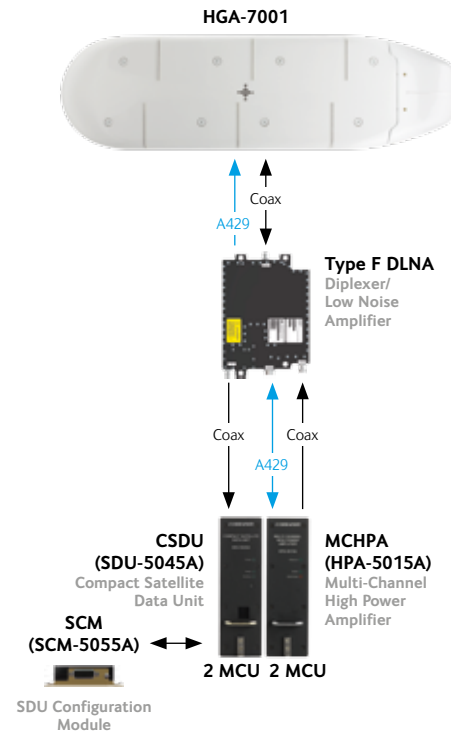 HGA-7001
Coax
A429
Type F DLNA
Diplexer/
Low Noise
Amplifier
Coax
Coax
A429
CSDU
(SDU-5045A)
Compact Satellite
Data Unit
MCHPA
(HPA-5015A)
Multi-Channel
High Power
Amplifier
SCM
(SCM-5055A)
2 MCU 2 MCU
SDU Configuration
Module